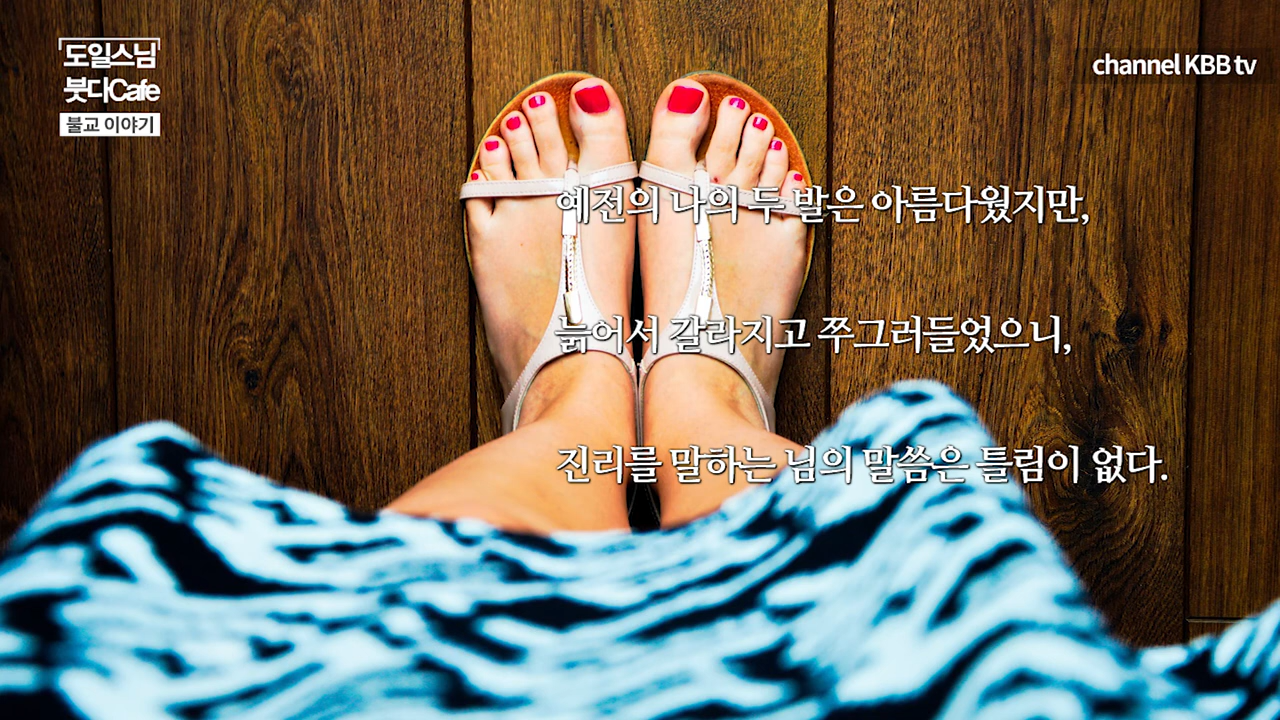 도일스님
붓다Cafe
불교 이야기
channel KBB tv
예전의 나의 두 발은 아름다웠지만,
늙어서 갈라지고 쭈그러들었으니,
진리를 말하는 님의 말씀은 틀림이 없다.